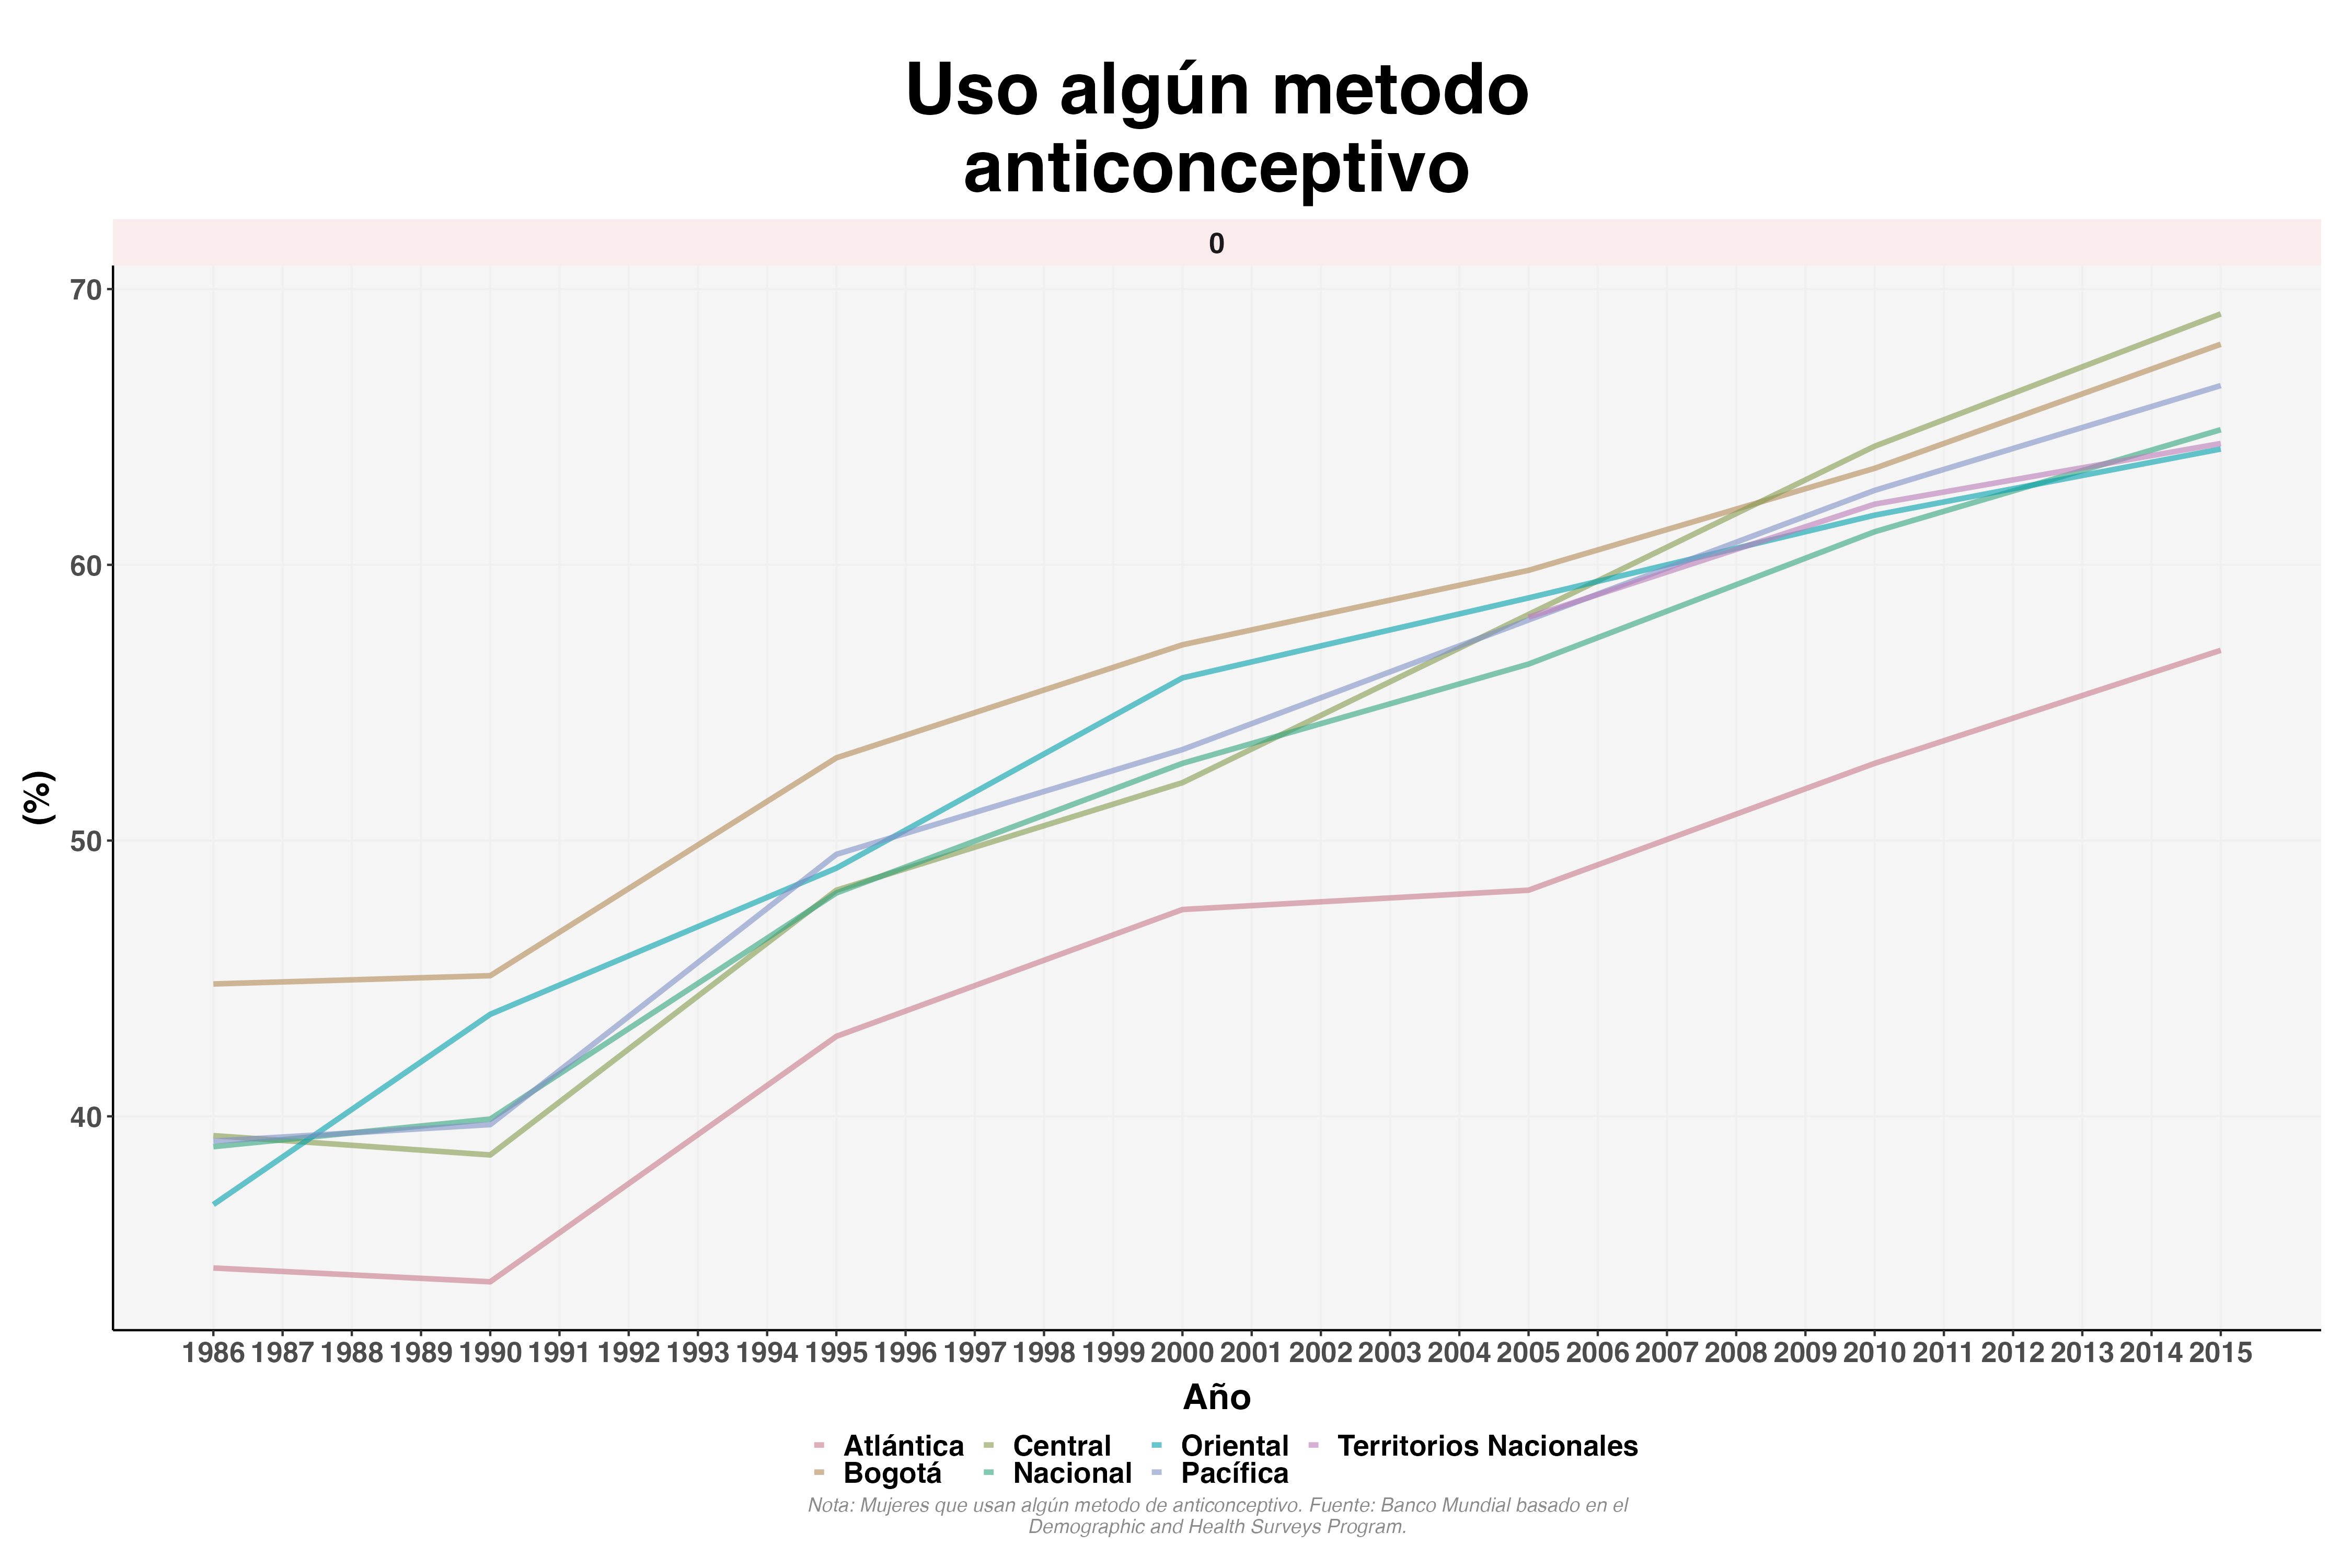 Uso algún metodo
anticonceptivo
0
70
60
50
40
(%)
1986 1987 1988 1989 1990 1991 1992 1993 1994 1995 1996 1997 1998 1999 2000 2001 2002 2003 2004 2005 2006 2007 2008 2009 2010 2011 2012 2013 2014 2015
Año
Atlántica Central Oriental Territorios Nacionales
Bogotá Nacional Pacífica
Nota: Mujeres que usan algún metodo de anticonceptivo. Fuente: Banco Mundial basado en el
Demographic and Health Surveys Program.